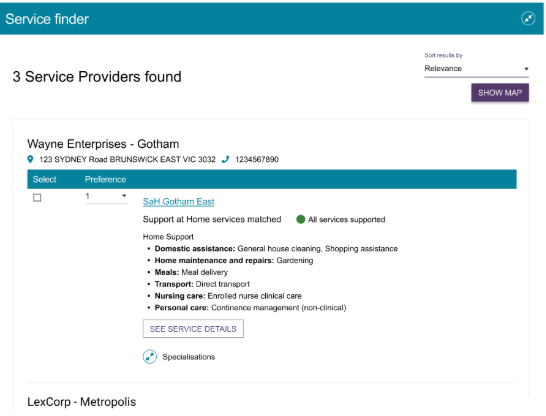 Service finder
Sort results by
Relevance
3 Service Providers found
SHOW MAP
Wayne Enterprises - Gotham
123 SYDNEY Road BRUNSWICK EAST VIC 3032 1234567890
Select Preference
1
SaH Gotham East
Support at Home services matched All services supported
Home Support
• Domestic assistance: General house cleaning, Shopping assistance
• Home maintenance and repairs: Gardening
• Meals: Meal delivery
• Transport: Direct transport
• Nursing care: Enrolled nurse clinical care
• Personal care: Continence management (non-clinical)
SEE SERVICE DETAILS
Specialisations
LexCorp - Metropolis